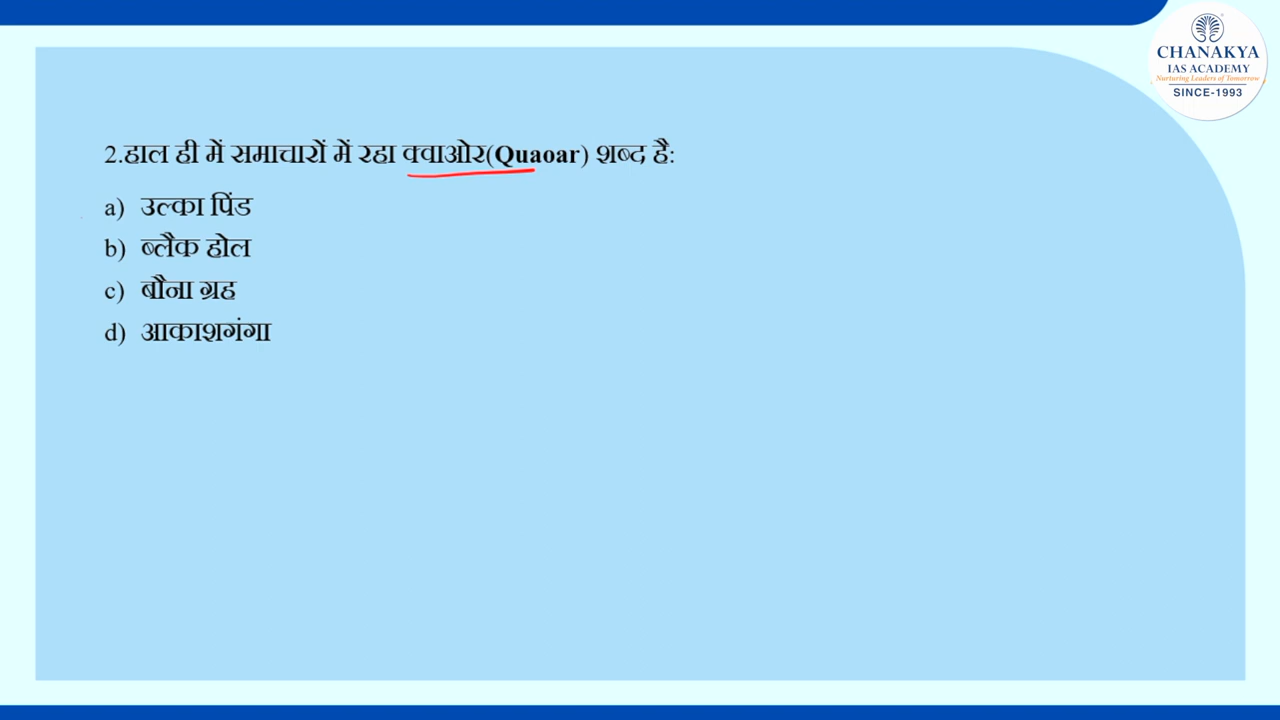 CHANAKYA
IAS ACADEMY
Nurturing Leaders of Tomorrow
SINCE-1993
2.हाल ही में समाचारों में रहा क्वाओर(Quaoar) शब्द है:
a) उल्का पिंड
b) ब्लैक होल
c) बौना ग्रह
d) आकाशगंगा